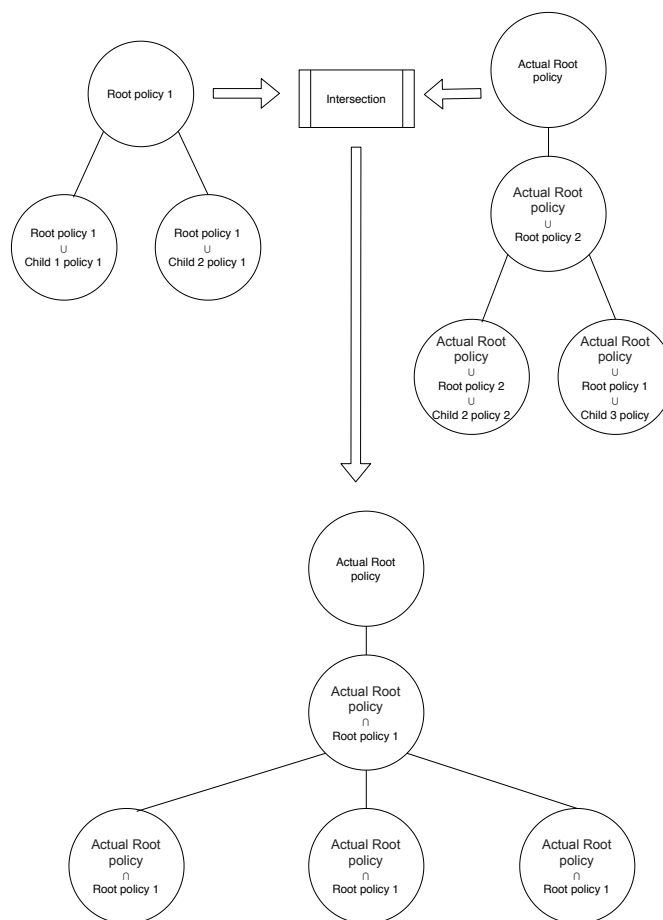 Root policy 1
Intersection
Actual Root
policy
Root policy 1
∪
Child 1 policy 1
Root policy 1
∪
Child 2 policy 1
Actual Root
policy
∪
Root policy 2
Actual Root
policy
∪
Root policy 2
∪
Child 2 policy 2
Actual Root
policy
∪
Root policy 1
∪
Child 3 policy
Actual Root
policy
Actual Root
policy
∩
Root policy 1
Actual Root
policy
∩
Root policy 1
Actual Root
policy
∩
Root policy 1
Actual Root
policy
∩
Root policy 1